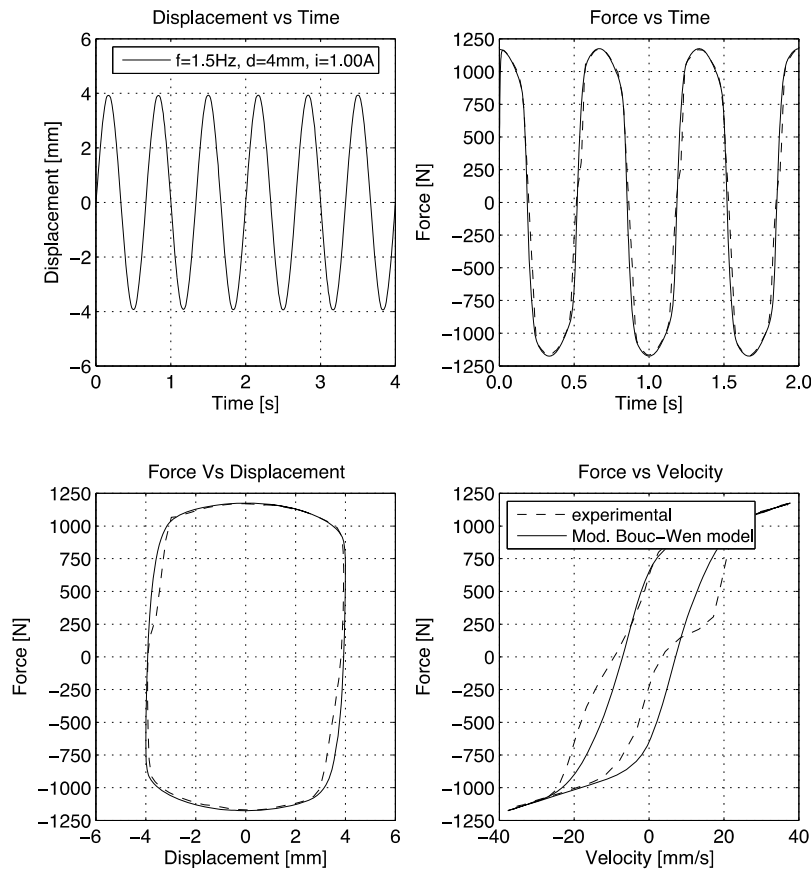 Displacement vs Time
6
4
2
0
−2
−4
−6
Displacement [mm]
f=1.5Hz, d=4mm, i=1.00A
0 1 2 3 4
Time [s]
Force vs Time
1250
1000
750
500
250
0
−250
−500
−750
−1000
−1250
Force [N]
0.0 0.5 1.0 1.5 2.0
Time [s]
Force Vs Displacement
1250
1000
750
500
250
0
−250
−500
−750
−1000
−1250
Force [N]
−6 −4 −2 0 2 4 6
Displacement [mm]
Force vs Velocity
1250
1000
750
500
250
0
−250
−500
−750
−1000
−1250
Force [N]
experimental
Mod. Bouc−Wen model
−40 −20 0 20 40
Velocity [mm/s]